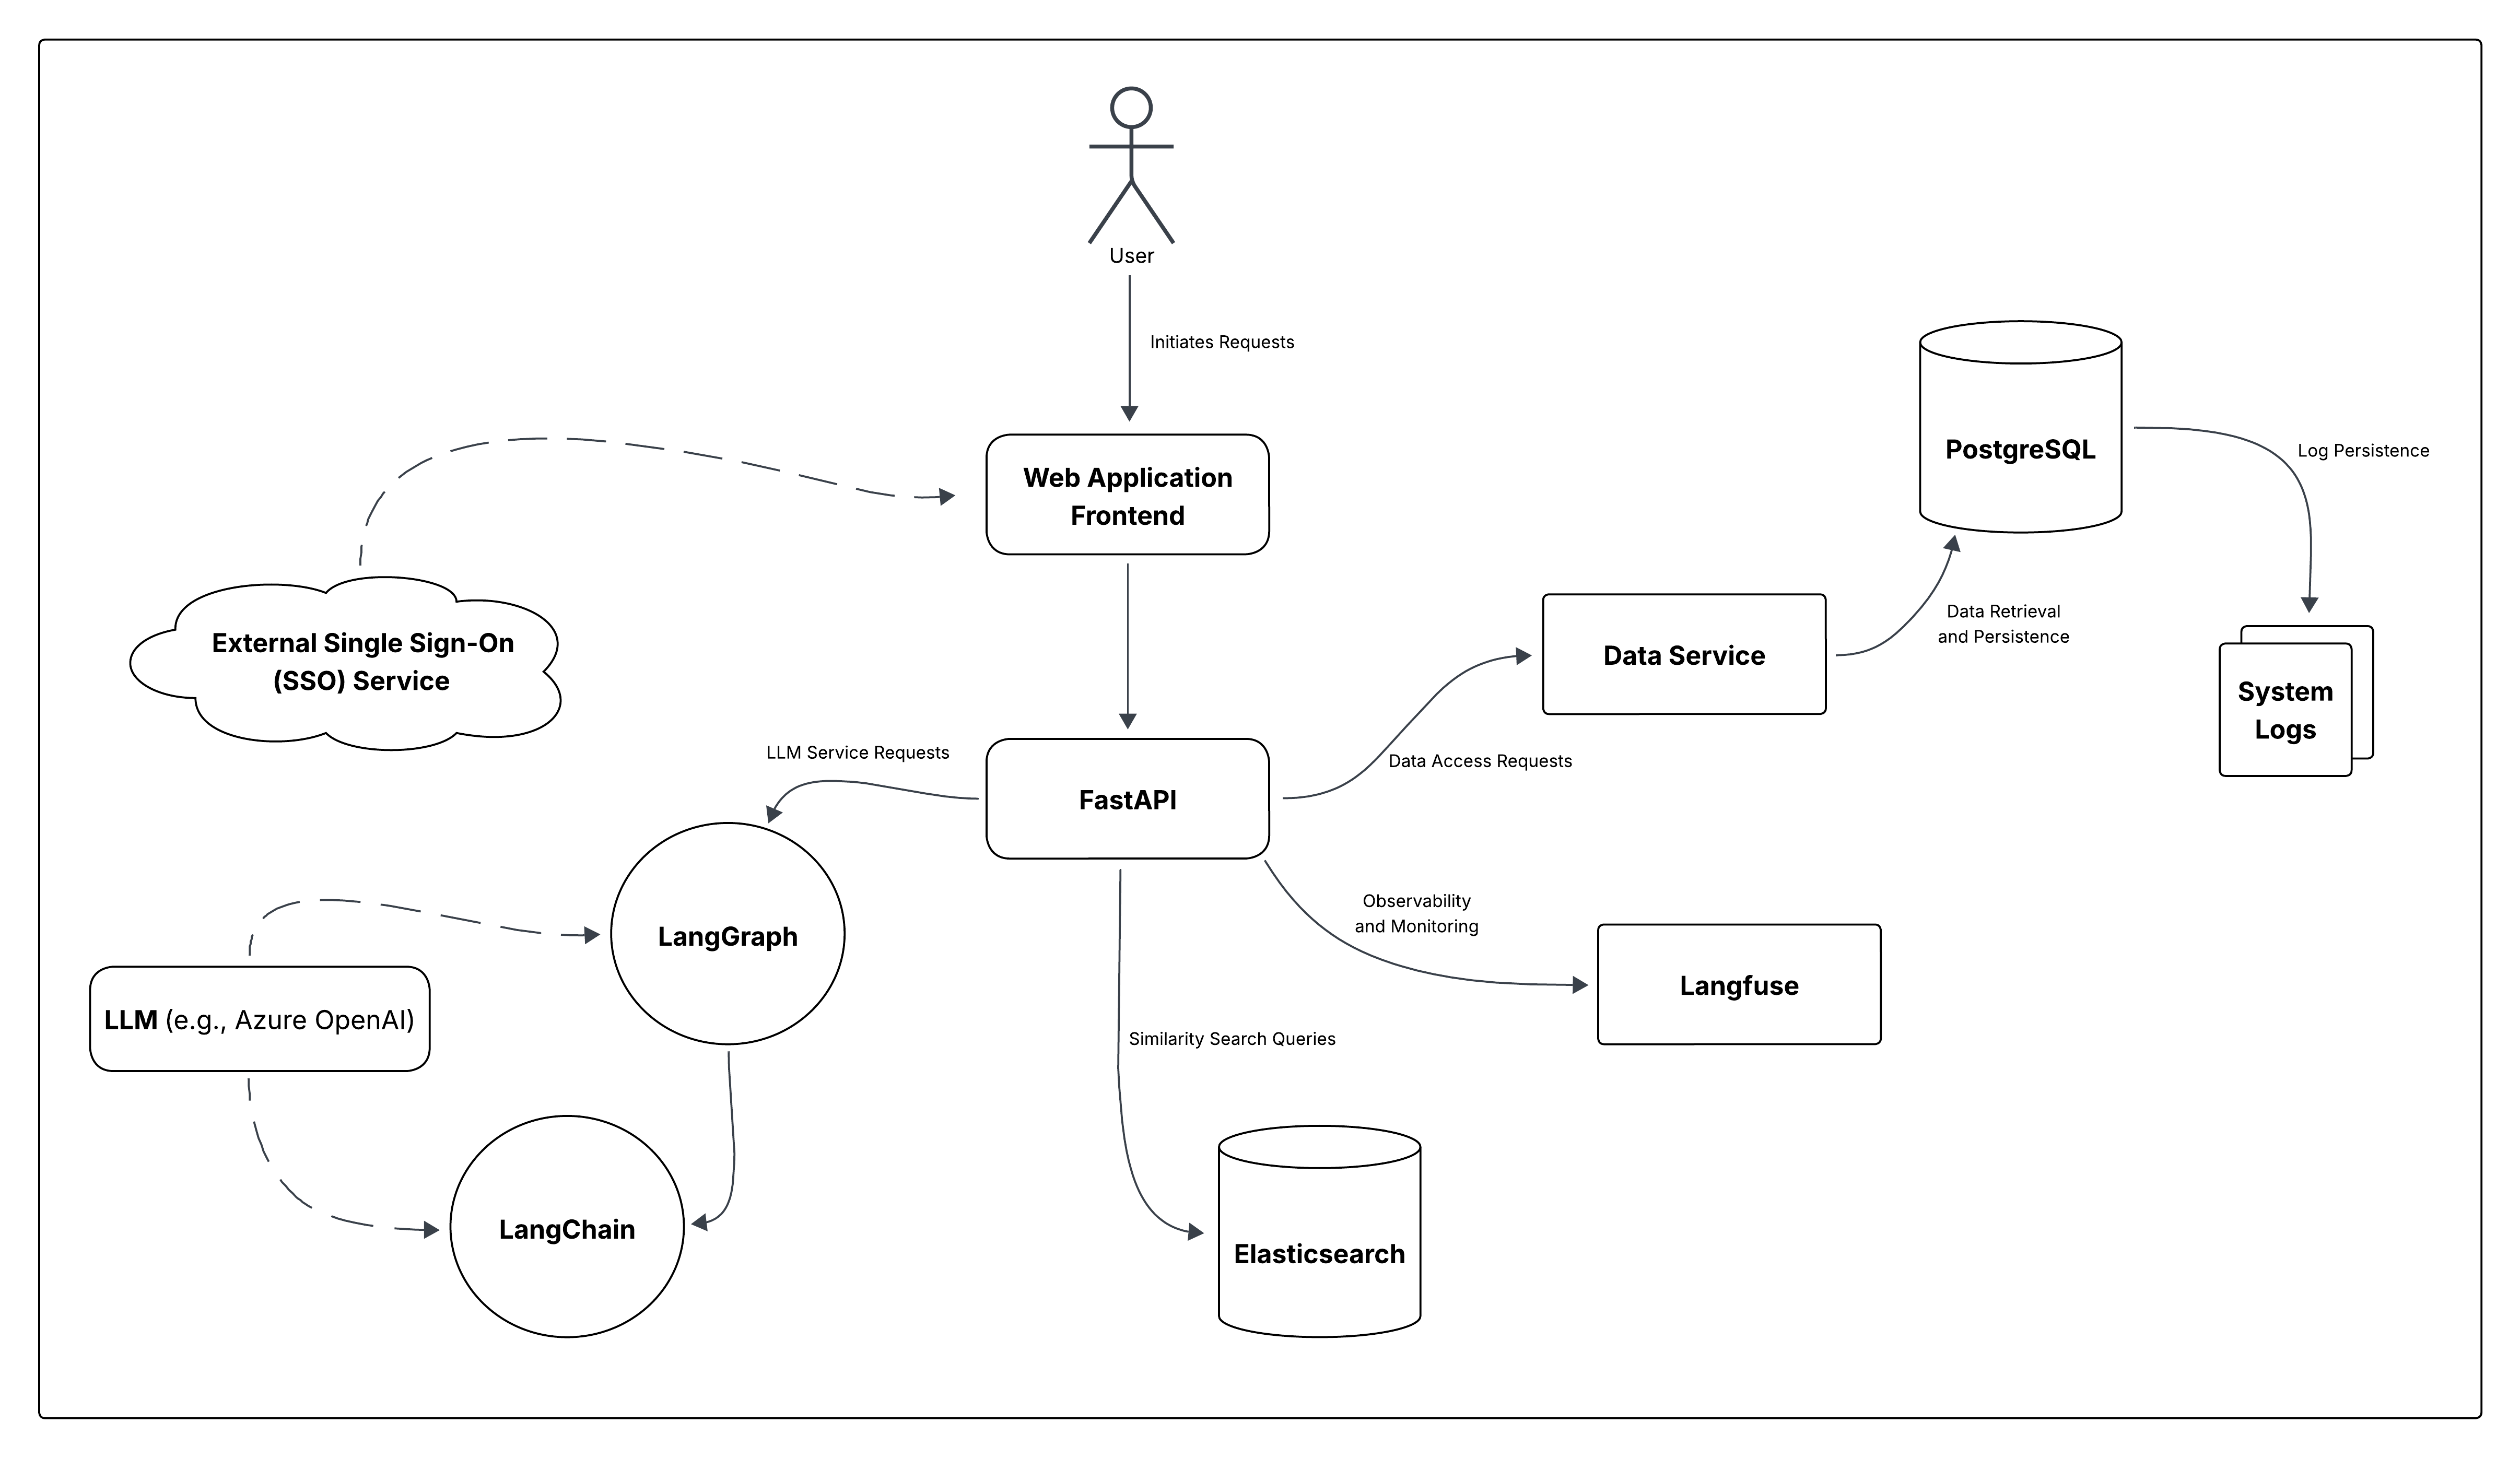 User
Initiates Requests
Web Application
Frontend
PostgreSQL
Log Persistence
External Single Sign-On
(SSO) Service
Data Service
Data Retrieval
and Persistence
System
Logs
LLM Service Requests
FastAPI
Data Access Requests
LangGraph
Observability
and Monitoring
Langfuse
LLM (e.g., Azure OpenAI)
Similarity Search Queries
LangChain
Elasticsearch